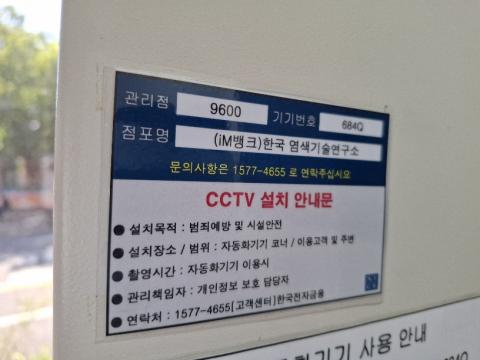 관리점 9600 기기번호 684Q
점포명 (iM뱅크)한국 염색기술연구소
문의사항은 1577-4655 로 연락주십시요
CCTV 설치 안내문
● 설치목적 : 범죄예방 및 시설안전
● 설치장소 / 범위 : 자동화기기 코너 / 이용고객 및 주변
● 촬영시간 : 자동화기기 이용시
● 관리책임자 : 개인정보 보호 담당자
● 연락처 : 1577-4655[고객센터]한국전자금융
기기 사용 안내